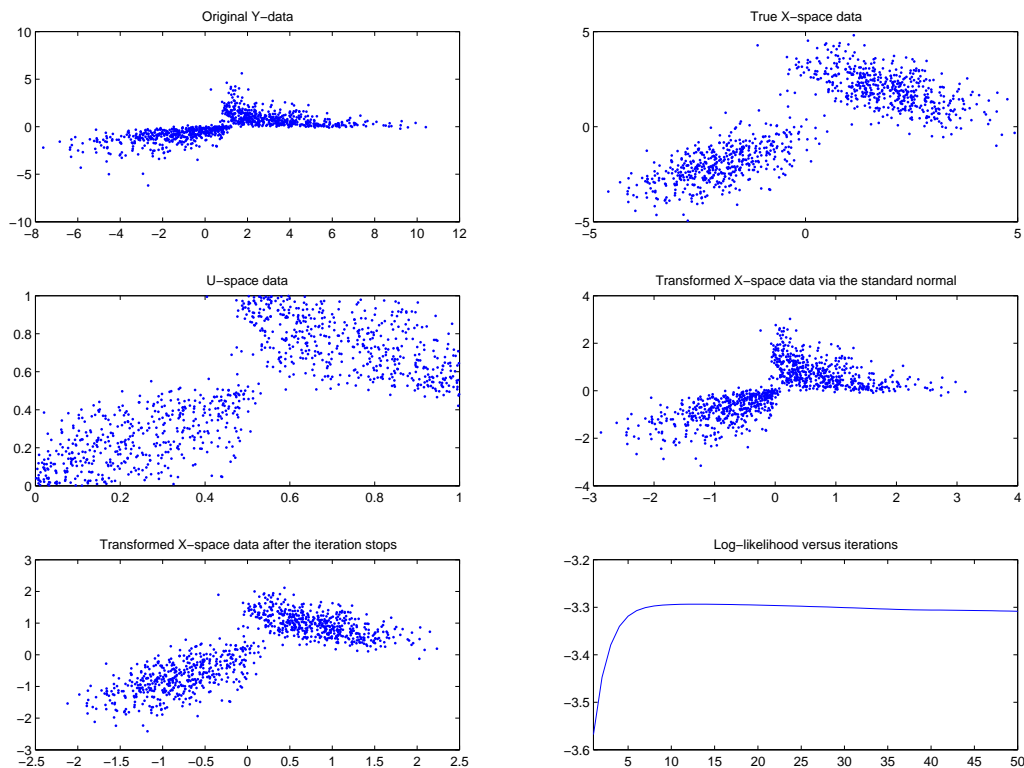 Original Y−data
10
5
0
−5
−10
−8 −6 −4 −2 0 2 4 6 8 10 12
True X−space data
5
0
−5
−5 0 5
U−space data
1
0.8
0.6
0.4
0.2
0
0 0.2 0.4 0.6 0.8 1
Transformed X−space data via the standard normal
4
2
0
−2
−4
−3 −2 −1 0 1 2 3 4
Transformed X−space data after the iteration stops
3
2
1
0
−1
−2
−3
−2.5 −2 −1.5 −1 −0.5 0 0.5 1 1.5 2 2.5
Log−likelihood versus iterations
−3.2
−3.3
−3.4
−3.5
−3.6
5 10 15 20 25 30 35 40 45 50